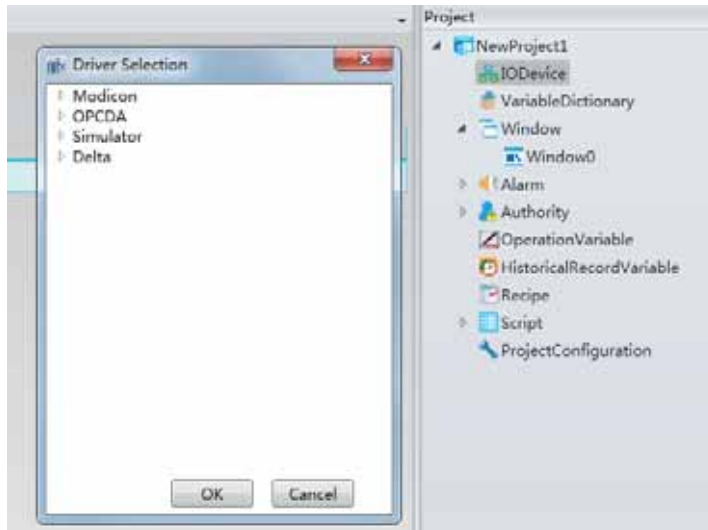 Driver Selection
Modicon
OPCDA
Simulator
Delta
OK
Cancel
Project
NewProject1
IODevice
VariableDictionary
Window
Window0
Alarm
Authority
OperationVariable
HistoricalRecordVariable
Recipe
Script
ProjectConfiguration